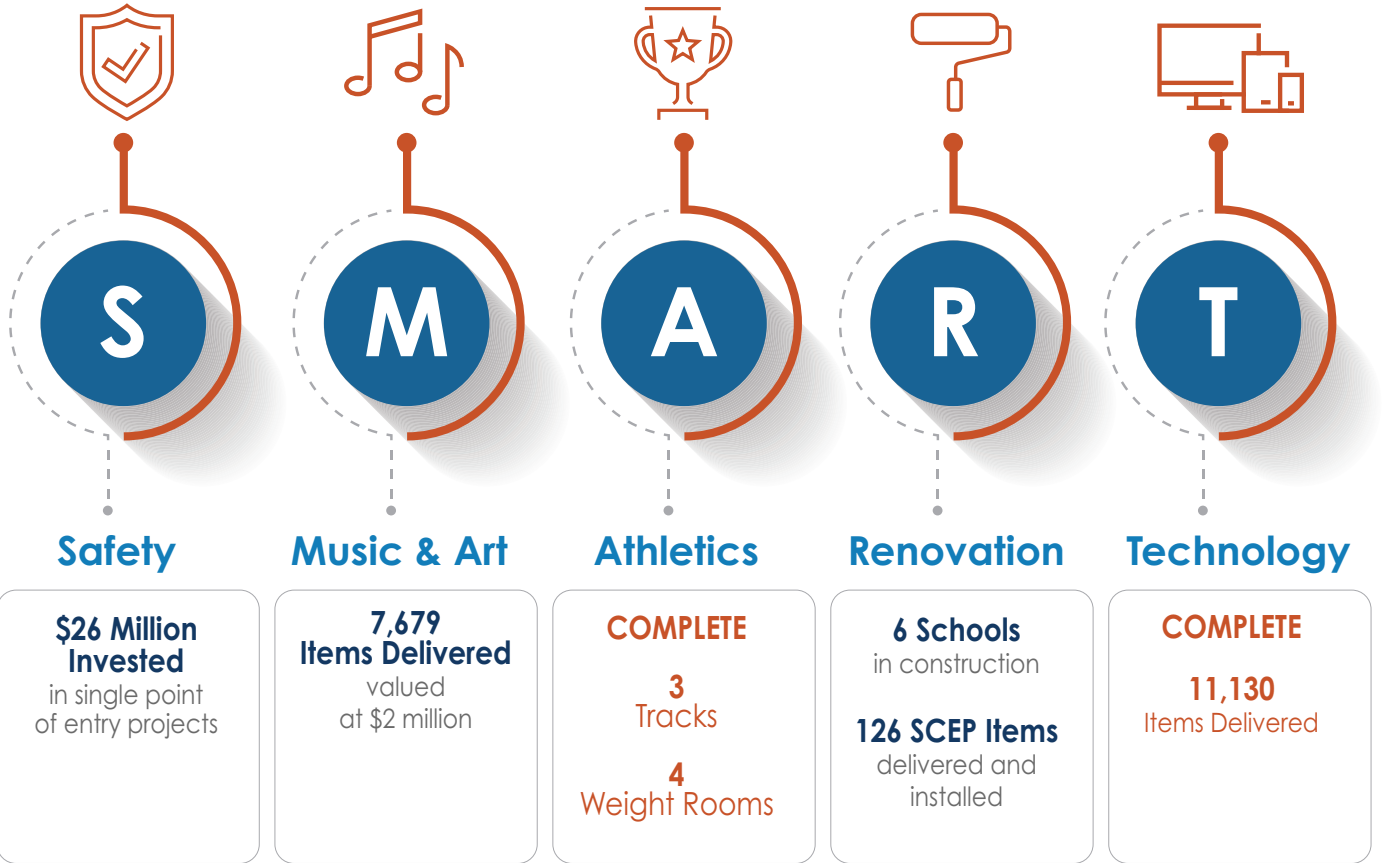 S
M
A
R
T
Safety
Music & Art
Athletics
Renovation
Technology
$26 Million
Invested
in single point
of entry projects
7,679
Items Delivered
valued
at $2 million
COMPLETE
3
Tracks
4
Weight Rooms
6 Schools
in construction
126 SCEP Items
delivered and
installed
COMPLETE
11,130
Items Delivered